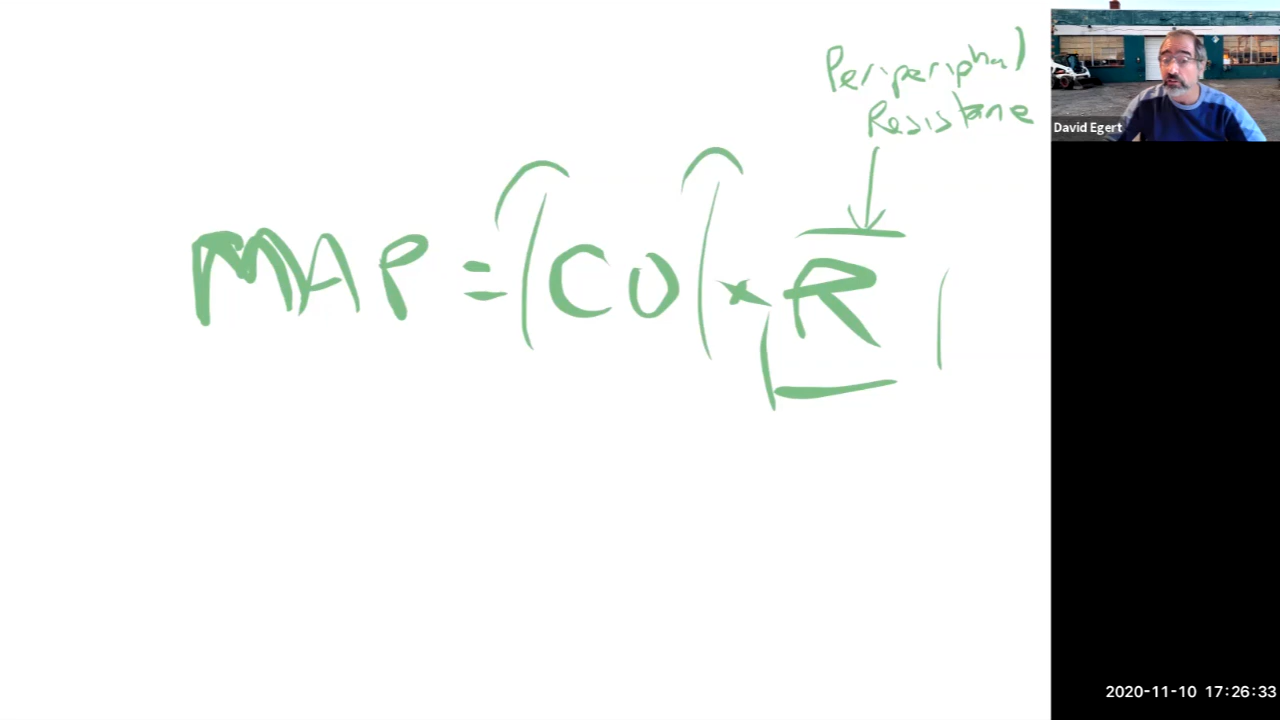 Periperiphal
Resistane
MAP = (CO) × R
David Egert
2020-11-10 17:26:33